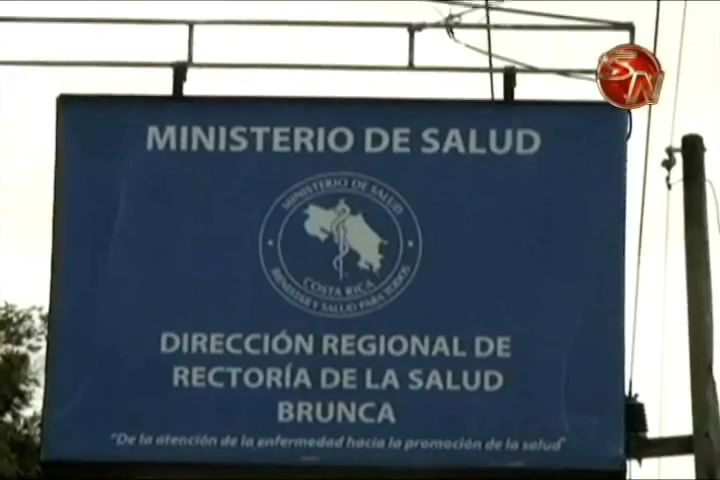 SN
MINISTERIO DE SALUD
MINISTERIO DE SALUD
COSTA RICA
BIENESTAR Y SALUD PARA TODOS
DIRECCIÓN REGIONAL DE
RECTORÍA DE LA SALUD
BRUNCA
"De la atención de la enfermedad hacia la promoción de la salud"